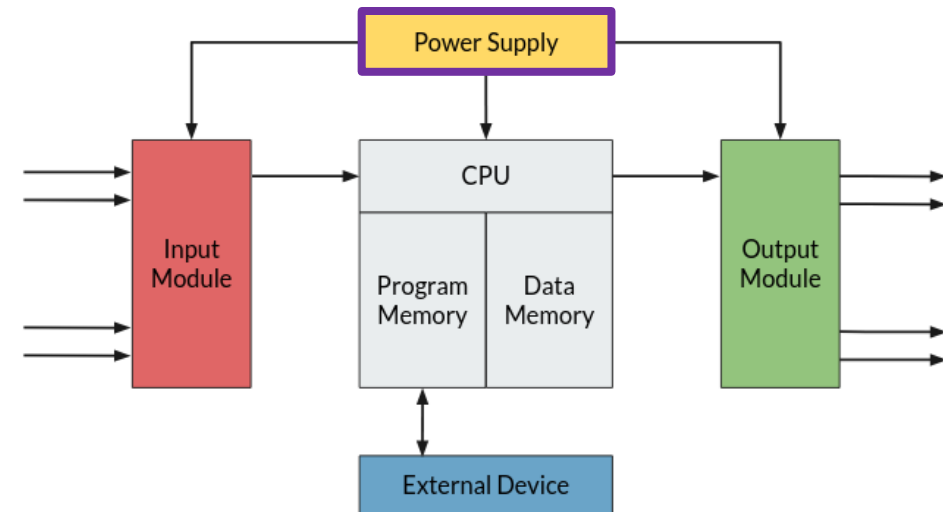 Power Supply
CPU
Input
Module
Program
Memory
Data
Memory
Output
Module
External Device